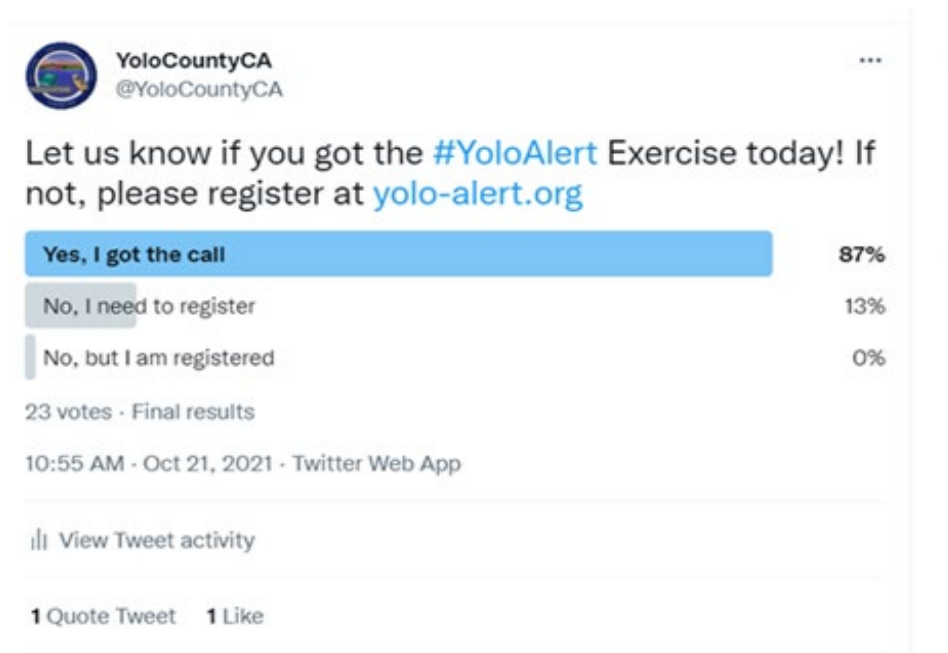 YoloCountyCA
@YoloCountyCA
Let us know if you got the #YoloAlert Exercise today! If
not, please register at yolo-alert.org
Yes, I got the call 87%
No, I need to register 13%
No, but I am registered 0%
23 votes · Final results
10:55 AM · Oct 21, 2021 · Twitter Web App
View Tweet activity
1 Quote Tweet 1 Like